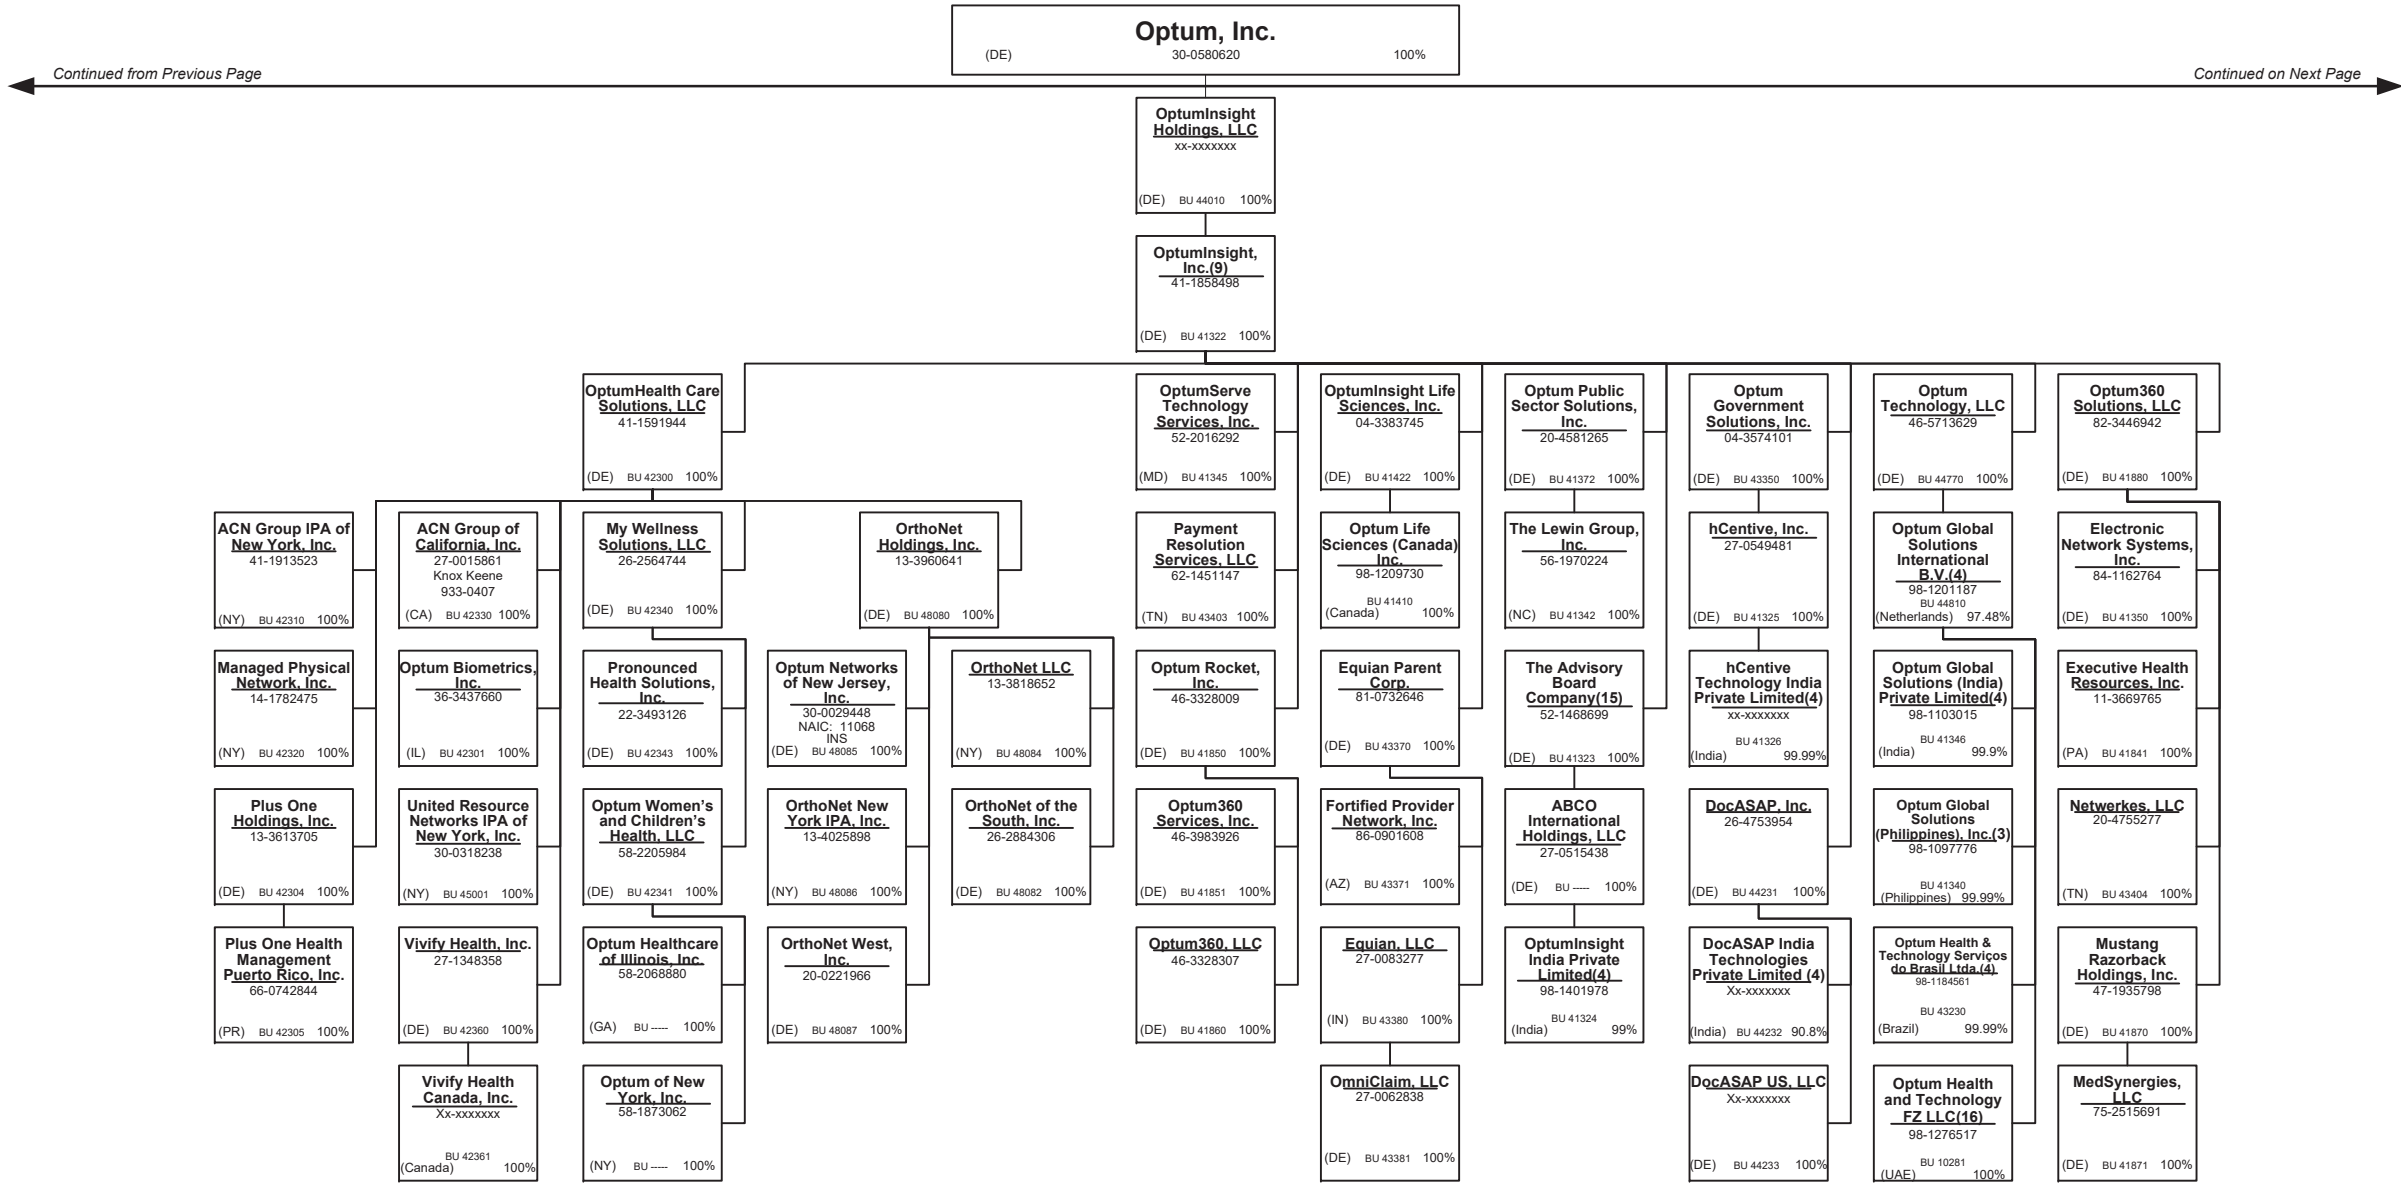 Optum, Inc.
(DE) 30-0580620 100%
Continued from Previous Page
Continued on Next Page
OptumInsight
Holdings, LLC
xx-xxxxxxx
(DE) BU 44010 100%
OptumInsight,
Inc.(9)
41-1858498
(DE) BU 41322 100%
OptumHealth Care
Solutions, LLC
41-1591944
(DE) BU 42300 100%
OptumServe
Technology
Services, Inc.
52-2016292
(MD) BU 41345 100%
OptumInsight Life
Sciences, Inc.
04-3383745
(DE) BU 41422 100%
Optum Public
Sector Solutions,
Inc.
20-4581265
(DE) BU 41372 100%
Optum
Government
Solutions, Inc.
04-3574101
(DE) BU 43350 100%
Optum
Technology, LLC
46-5713629
(DE) BU 44770 100%
Optum360
Solutions, LLC
82-3446942
(DE) BU 41880 100%
ACN Group IPA of
New York, Inc.
41-1913523
(NY) BU 42310 100%
ACN Group of
California, Inc.
27-0015861
Knox Keene
933-0407
(CA) BU 42330 100%
My Wellness
Solutions, LLC
26-2564744
(DE) BU 42340 100%
OrthoNet
Holdings, Inc.
13-3960641
(DE) BU 48080 100%
Payment
Resolution
Services, LLC
62-1451147
(TN) BU 43403 100%
Optum Life
Sciences (Canada)
Inc.
98-1209730
BU 41410
(Canada) 100%
The Lewin Group,
Inc.
56-1970224
(NC) BU 41342 100%
hCentive, Inc.
27-0549481
(DE) BU 41325 100%
Optum Global
Solutions
International
B.V.(4)
98-1201187
BU 44810
(Netherlands) 97.48%
Electronic
Network Systems,
Inc.
84-1162764
(DE) BU 41350 100%
Managed Physical
Network, Inc.
14-1782475
(NY) BU 42320 100%
Optum Biometrics,
Inc.
36-3437660
(IL) BU 42301 100%
Pronounced
Health Solutions,
Inc.
22-3493126
(DE) BU 42343 100%
Optum Networks
of New Jersey,
Inc.
30-0029448
NAIC: 11068
INS
(DE) BU 48085 100%
OrthoNet LLC
13-3818652
(NY) BU 48084 100%
Optum Rocket,
Inc.
46-3328009
(DE) BU 41850 100%
Equian Parent
Corp.
81-0732646
(DE) BU 43370 100%
The Advisory
Board
Company(15)
52-1468699
(DE) BU 41323 100%
hCentive
Technology India
Private Limited(4)
xx-xxxxxxx
BU 41326
(India) 99.99%
Optum Global
Solutions (India)
Private Limited(4)
98-1103015
BU 41346
(India) 99.9%
Executive Health
Resources, Inc.
11-3669765
(PA) BU 41841 100%
Plus One
Holdings, Inc.
13-3613705
(DE) BU 42304 100%
United Resource
Networks IPA of
New York, Inc.
30-0318238
(NY) BU 45001 100%
Optum Women's
and Children's
Health, LLC
58-2205984
(DE) BU 42341 100%
OrthoNet New
York IPA, Inc.
13-4025898
(NY) BU 48086 100%
OrthoNet of the
South, Inc.
26-2884306
(DE) BU 48082 100%
Optum360
Services, Inc.
46-3983926
(DE) BU 41851 100%
Fortified Provider
Network, Inc.
86-0901608
(AZ) BU 43371 100%
ABCO
International
Holdings, LLC
27-0515438
(DE) BU ----- 100%
DocASAP, Inc.
26-4753954
(DE) BU 44231 100%
Optum Global
Solutions
(Philippines), Inc.(3)
98-1097776
BU 41340
(Philippines) 99.99%
Netwerkes, LLC
20-4755277
(TN) BU 43404 100%
Plus One Health
Management
Puerto Rico, Inc.
66-0742844
(PR) BU 42305 100%
Vivify Health, Inc.
27-1348358
(DE) BU 42360 100%
Optum Healthcare
of Illinois, Inc.
58-2068880
(GA) BU ----- 100%
OrthoNet West,
Inc.
20-0221966
(DE) BU 48087 100%
Optum360, LLC
46-3328307
(DE) BU 41860 100%
Equian, LLC
27-0083277
(IN) BU 43380 100%
OptumInsight
India Private
Limited(4)
98-1401978
BU 41324
(India) 99%
DocASAP India
Technologies
Private Limited (4)
Xx-xxxxxxx
(India) BU 44232 90.8%
Optum Health &
Technology Serviços
do Brasil Ltda.(4)
98-1184561
BU 43230
(Brazil) 99.99%
Mustang
Razorback
Holdings, Inc.
47-1935798
(DE) BU 41870 100%
Vivify Health
Canada, Inc.
Xx-xxxxxxx
BU 42361
(Canada) 100%
Optum of New
York, Inc.
58-1873062
(NY) BU ----- 100%
OmniClaim, LLC
27-0062838
(DE) BU 43381 100%
DocASAP US, LLC
Xx-xxxxxxx
(DE) BU 44233 100%
Optum Health
and Technology
FZ LLC(16)
98-1276517
BU 10281
(UAE) 100%
MedSynergies,
LLC
75-2515691
(DE) BU 41871 100%